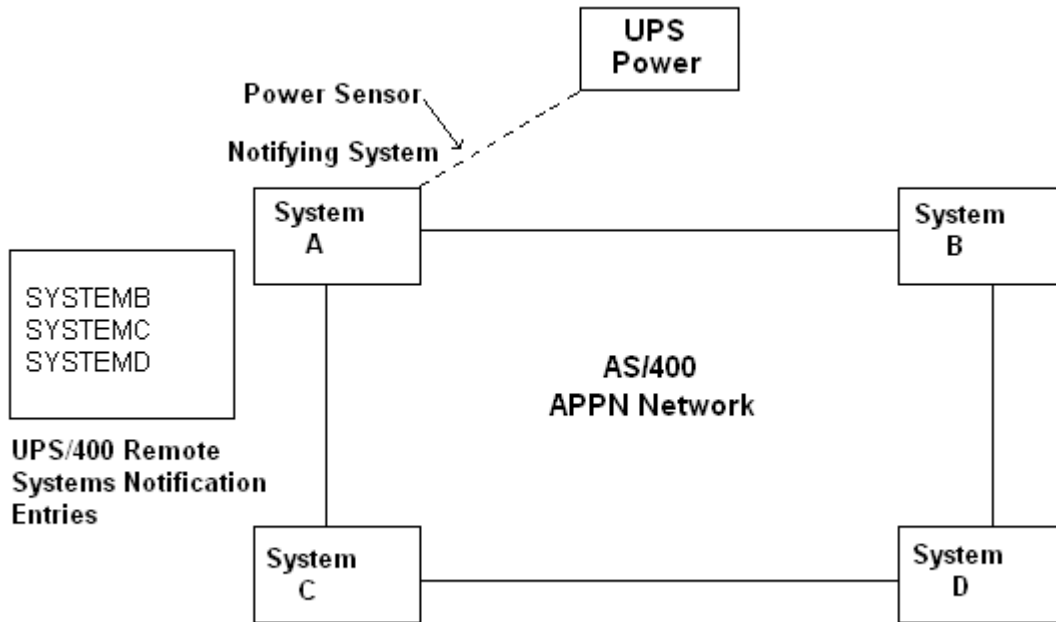 UPS
Power
Power Sensor
Notifying System
System
A
System
B
SYSTEMB
SYSTEMC
SYSTEMD
AS/400
APPN Network
UPS/400 Remote
Systems Notification
Entries
System
C
System
D